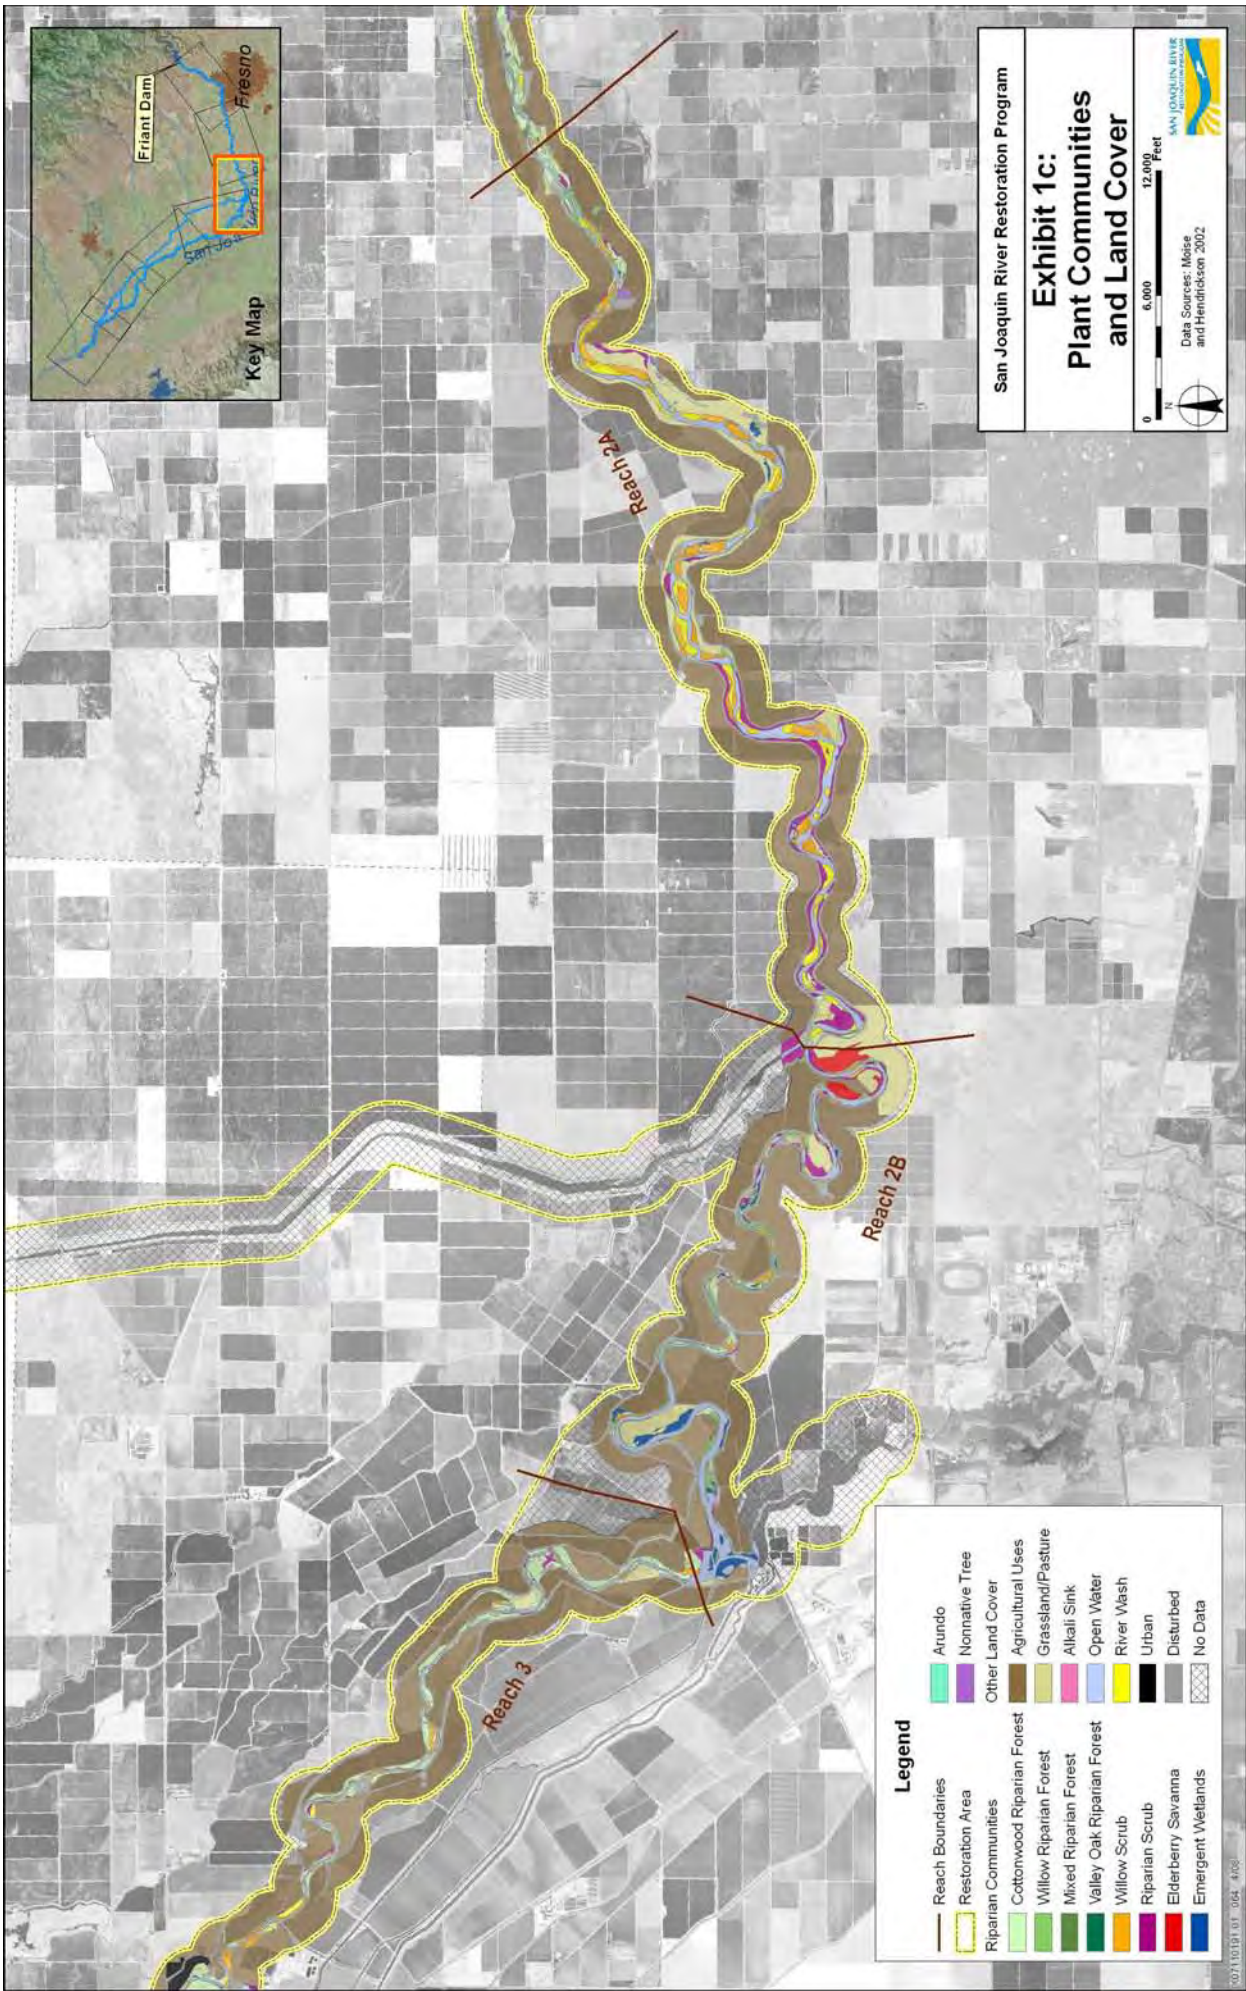 Friant Dam
Fresno
San Joaquin River
Key Map
Reach 2A
Reach 2B
Reach 3
San Joaquin River Restoration Program
Exhibit 1c:
Plant Communities
and Land Cover
0 6,000 12,000
Feet
N
Data Sources: Moise
and Hendrickson 2002
SAN JOAQUIN RIVER
RESTORATION PROGRAM
Legend
Reach Boundaries
Restoration Area
Riparian Communities
Cottonwood Riparian Forest
Willow Riparian Forest
Mixed Riparian Forest
Valley Oak Riparian Forest
Willow Scrub
Riparian Scrub
Elderberry Savanna
Emergent Wetlands
Arundo
Nonnative Tree
Other Land Cover
Agricultural Uses
Grassland/Pasture
Alkali Sink
Open Water
River Wash
Urban
Disturbed
No Data